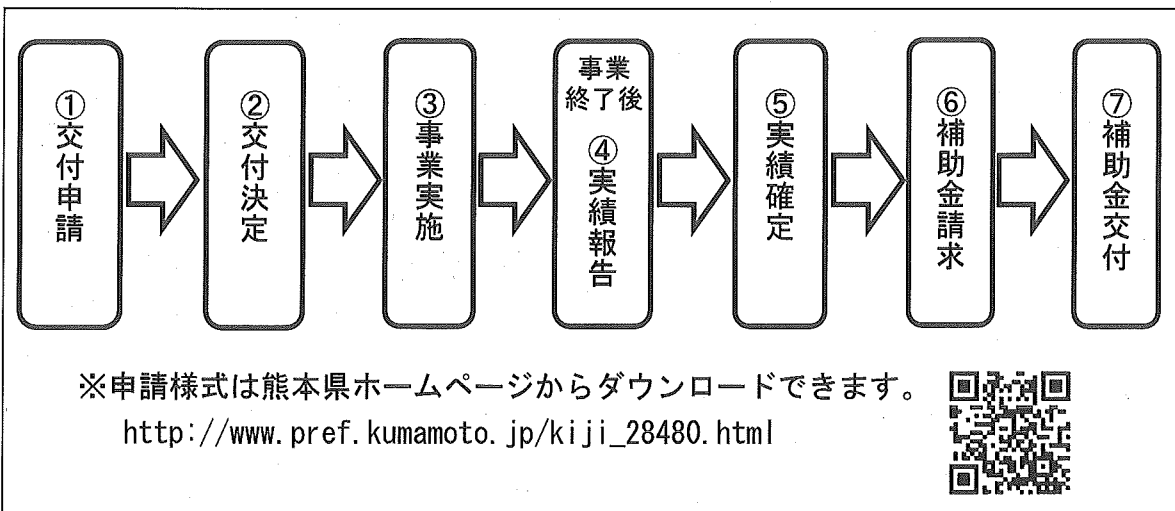 ①交付申請
②交付決定
③事業実施
事業
終了後
④実績報告
⑤実績確定
⑥補助金請求
⑦補助金交付
※申請様式は熊本県ホームページからダウンロードできます。
http://www.pref.kumamoto.jp/kiji_28480.html